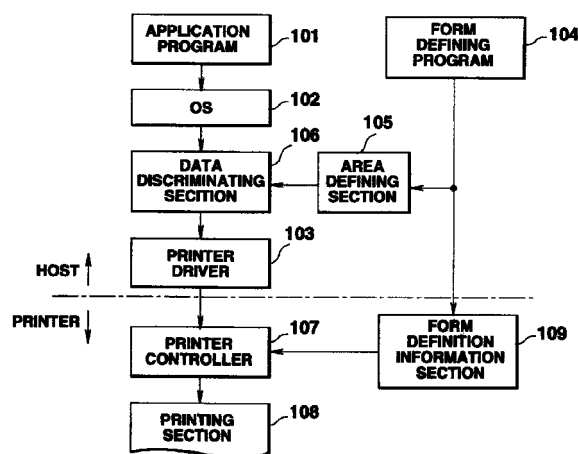 APPLICATION
PROGRAM
101
FORM
DEFINING
PROGRAM
104
OS
102
106
105
DATA
DISCRIMINATING
SECITION
AREA
DEFINING
SECTION
103
PRINTER
DRIVER
HOST
PRINTER
107
PRINTER
CONTROLLER
FORM
DEFINITION
INFORMATION
SECTION
109
108
PRINTING
SECTION